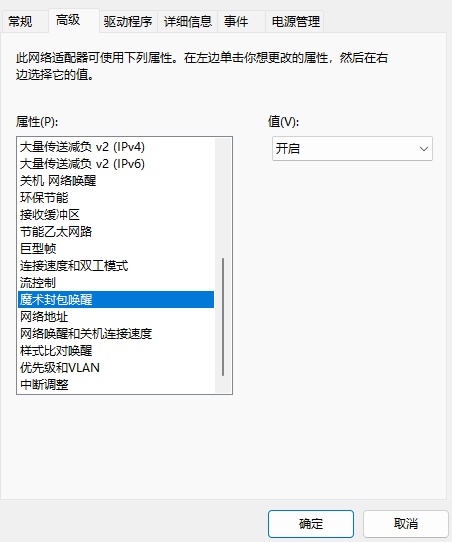 常规 高级 驱动程序 详细信息 事件 电源管理
此网络适配器可使用下列属性。在左边单击你想更改的属性，然后在右
边选择它的值。
属性(P): 值(V):
大量传送减负 v2 (IPv4) 开启
大量传送减负 v2 (IPv6)
关机 网络唤醒
环保节能
接收缓冲区
节能乙太网路
巨型帧
连接速度和双工模式
流控制
魔术封包唤醒
网络地址
网络唤醒和关机连接速度
样式比对唤醒
优先级和VLAN
中断调整
确定 取消